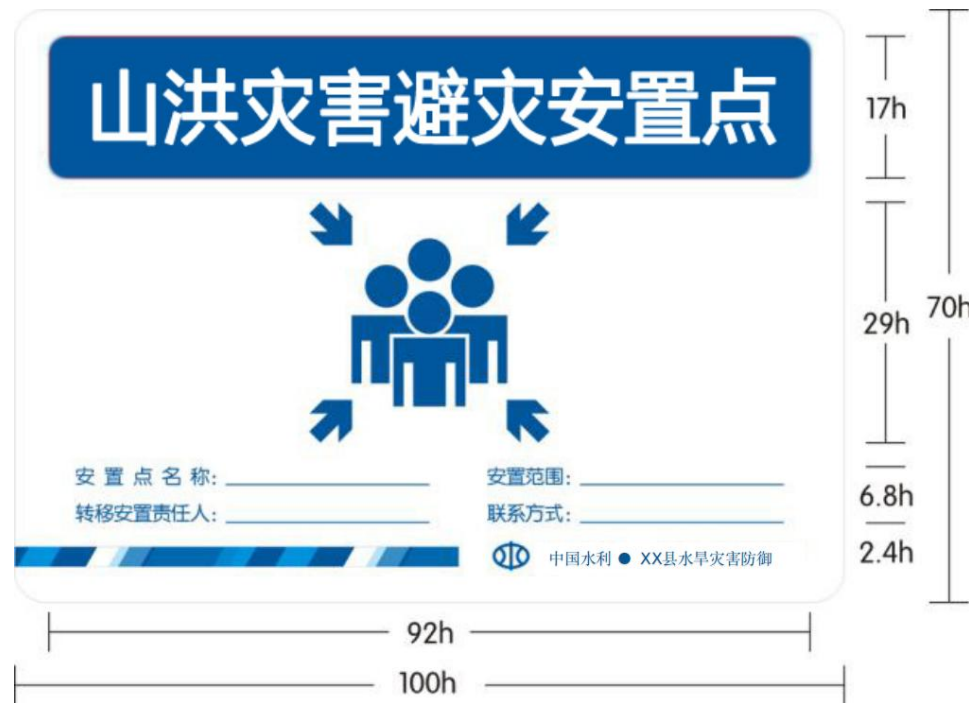 山洪灾害避灾安置点
17h
29h
70h
安置点名称：
安置范围：
6.8h
转移安置责任人：
联系方式：
2.4h
中国水利 ● XX县水旱灾害防御
92h
100h